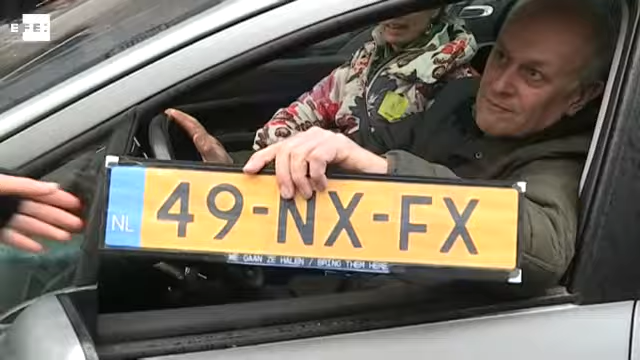 EFE:
NL
49-NX-FX
WE GAAN ZE HALEN / BRING THEM HERE